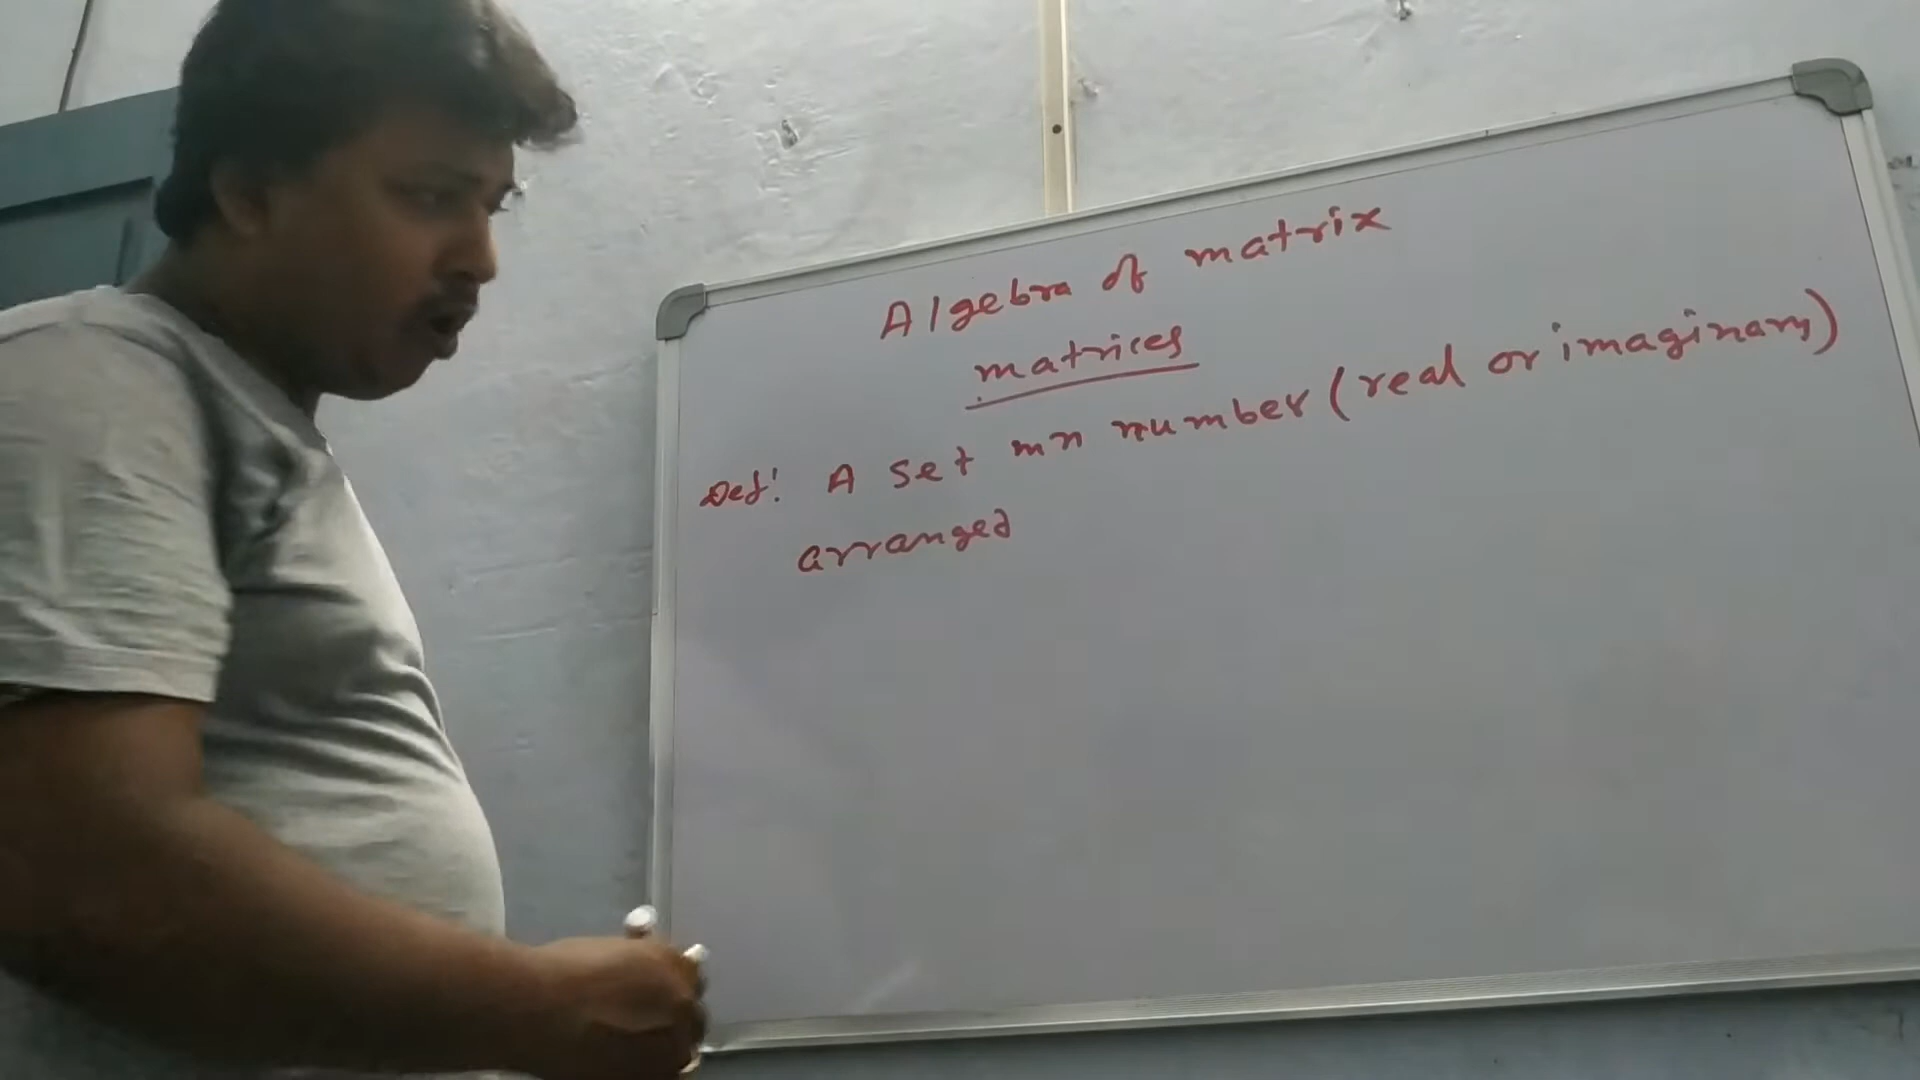 Algebra of matrix
matrices
Def: A set mn number (real or imaginary)
arranged